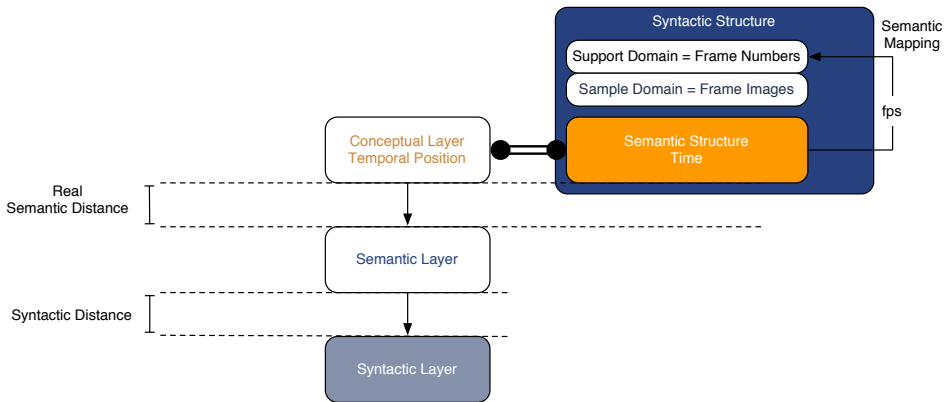 Syntactic Structure
Semantic
Mapping
Support Domain = Frame Numbers
Sample Domain = Frame Images
fps
Conceptual Layer
Temporal Position
Semantic Structure
Time
Real
Semantic Distance
Semantic Layer
Syntactic Distance
Syntactic Layer